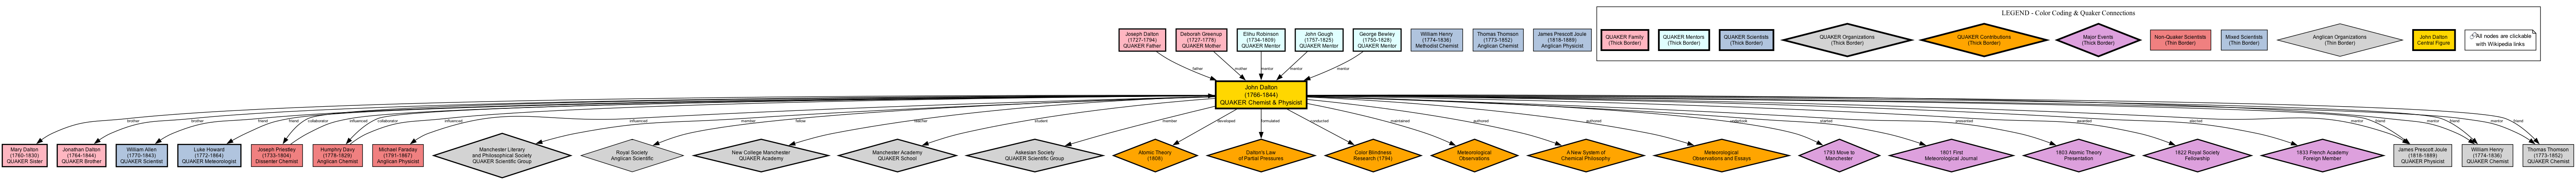 LEGEND - Color Coding & Quaker Connections
QUAKER Family
(Thick Border)
QUAKER Mentors
(Thick Border)
QUAKER Scientists
(Thick Border)
QUAKER Organizations
(Thick Border)
QUAKER Contributions
(Thick Border)
Major Events
(Thick Border)
Non-Quaker Scientists
(Thin Border)
Mixed Scientists
(Thin Border)
Anglican Organizations
(Thin Border)
John Dalton
Central Figure
All nodes are clickable
with Wikipedia links
Joseph Dalton
(1727-1794)
QUAKER Father
Deborah Greenup
(1727-1778)
QUAKER Mother
Elihu Robinson
(1734-1809)
QUAKER Mentor
John Gough
(1757-1825)
QUAKER Mentor
George Bewley
(1750-1828)
QUAKER Mentor
William Henry
(1774-1836)
Methodist Chemist
Thomas Thomson
(1773-1852)
Anglican Chemist
James Prescott Joule
(1818-1889)
Anglican Physicist
father
mother
mentor
mentor
mentor
John Dalton
(1766-1844)
QUAKER Chemist & Physicist
brother
brother
friend
friend
collaborator
influenced
collaborator
influenced
influenced
member
fellow
teacher
student
member
developed
formulated
conducted
maintained
authored
authored
started
presented
awarded
elected
mentor
friend
mentor
friend
mentor
friend
Mary Dalton
(1760-1830)
QUAKER Sister
Jonathan Dalton
(1764-1844)
QUAKER Brother
William Allen
(1770-1843)
QUAKER Scientist
Luke Howard
(1772-1864)
QUAKER Meteorologist
Joseph Priestley
(1733-1804)
Dissenter Chemist
Humphry Davy
(1778-1829)
Anglican Chemist
Michael Faraday
(1791-1867)
Anglican Physicist
Manchester Literary
and Philosophical Society
QUAKER Scientific Group
Royal Society
Anglican Scientific
New College Manchester
QUAKER Academy
Manchester Academy
QUAKER School
Askesian Society
QUAKER Scientific Group
Atomic Theory
(1808)
Dalton's Law
of Partial Pressures
Color Blindness
Research (1794)
Meteorological
Observations
A New System of
Chemical Philosophy
Meteorological
Observations and Essays
1793 Move to
Manchester
1801 First
Meteorological Journal
1803 Atomic Theory
Presentation
1822 Royal Society
Fellowship
1833 French Academy
Foreign Member
James Prescott Joule
(1818-1889)
QUAKER Physicist
William Henry
(1774-1836)
QUAKER Chemist
Thomas Thomson
(1773-1852)
QUAKER Chemist